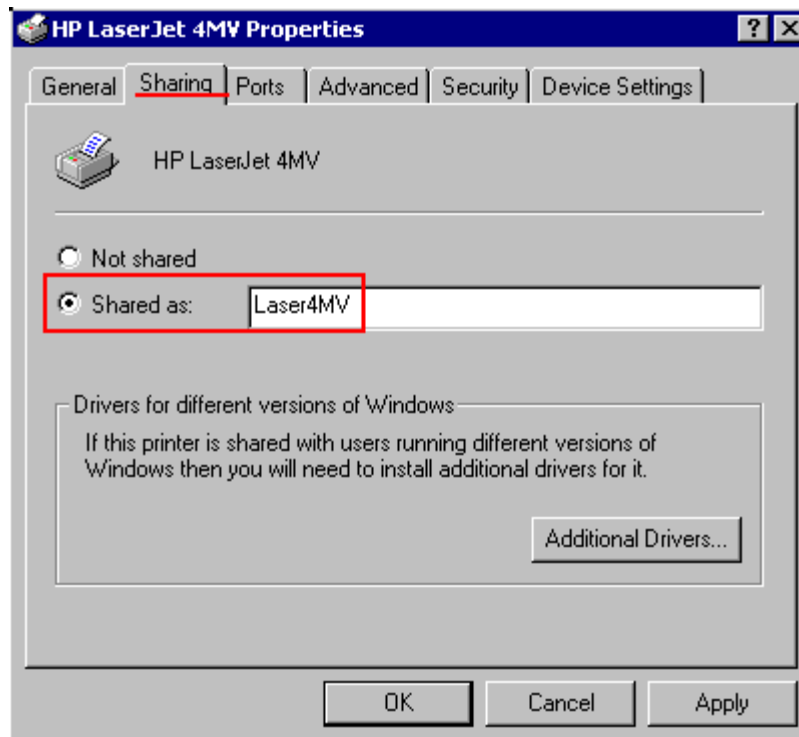 HP LaserJet 4MV Properties
General Sharing Ports Advanced Security Device Settings
HP LaserJet 4MV
Not shared
Shared as: Laser4MV
Drivers for different versions of Windows
If this printer is shared with users running different versions of
Windows then you will need to install additional drivers for it.
Additional Drivers...
OK Cancel Apply